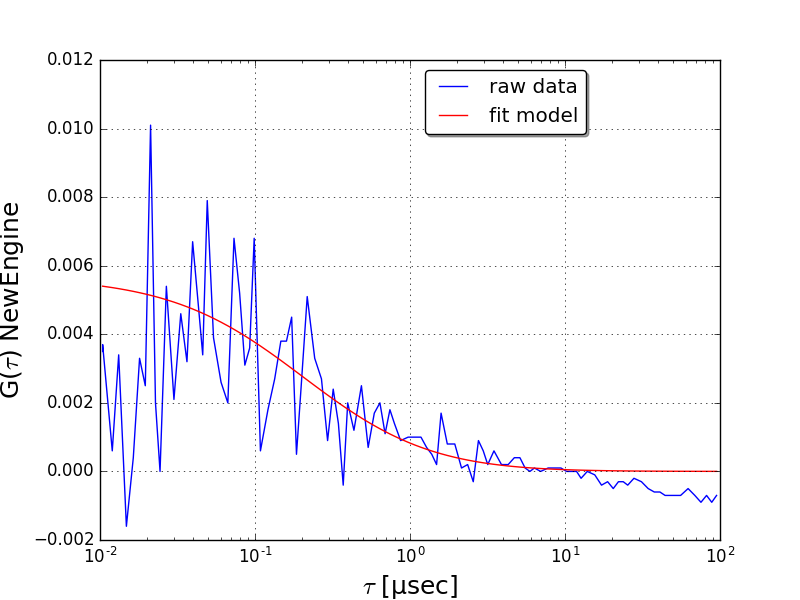 0.012
0.010
0.008
0.006
0.004
0.002
0.000
−0.002
G(τ) NewEngine
raw data
fit model
10⁻² 10⁻¹ 10⁰ 10¹ 10²
τ [μsec]